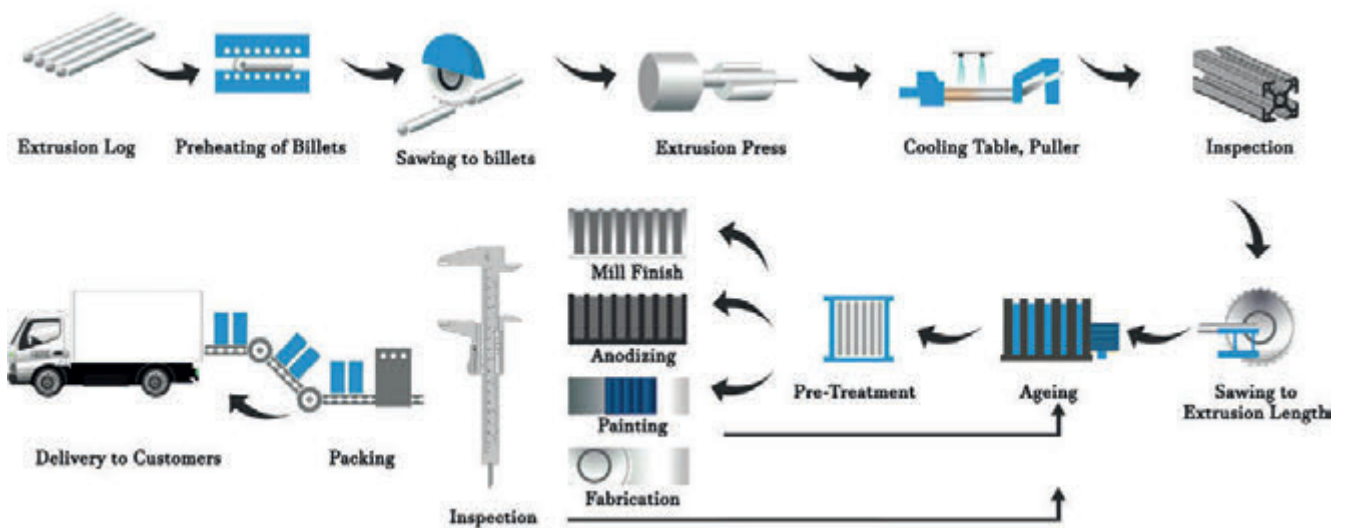 Extrusion Log
Preheating of Billets
Sawing to billets
Extrusion Press
Cooling Table, Puller
Inspection
Mill Finish
Anodizing
Pre-Treatment
Ageing
Sawing to
Extrusion Lengths
Painting
Delivery to Customers
Packing
Fabrication
Inspection